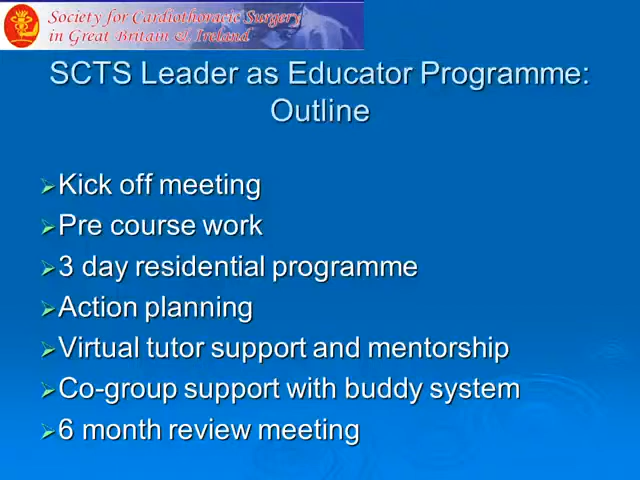 Society for Cardiothoracic Surgery
in Great Britain & Ireland
SCTS Leader as Educator Programme:
Outline
Kick off meeting
Pre course work
3 day residential programme
Action planning
Virtual tutor support and mentorship
Co-group support with buddy system
6 month review meeting